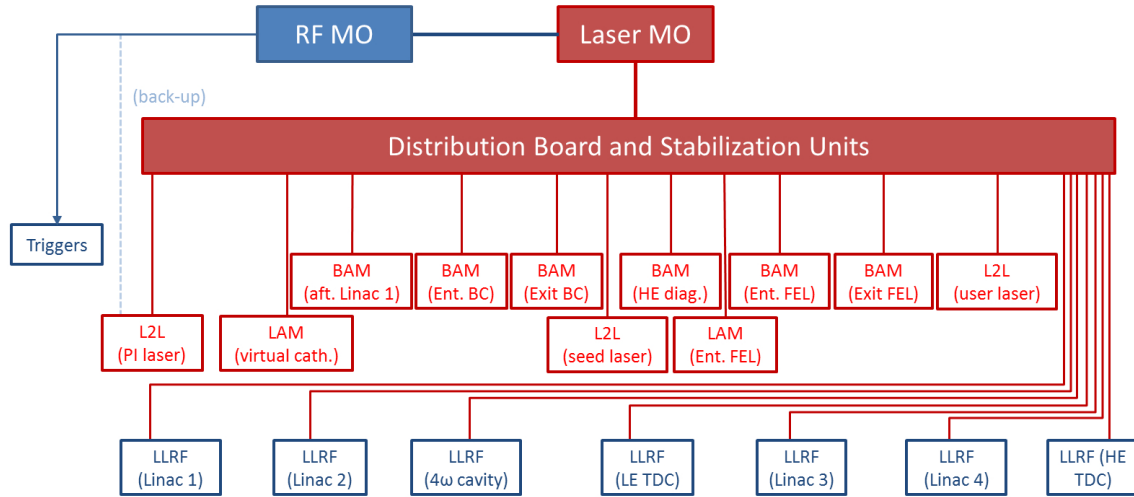 RF MO
Laser MO
(back-up)
Distribution Board and Stabilization Units
Triggers
BAM
(aft. Linac 1)
BAM
(Ent. BC)
BAM
(Exit BC)
BAM
(HE diag.)
BAM
(Ent. FEL)
BAM
(Exit FEL)
L2L
(user laser)
L2L
(PI laser)
LAM
(virtual cath.)
L2L
(seed laser)
LAM
(Ent. FEL)
LLRF
(Linac 1)
LLRF
(Linac 2)
LLRF
(4ω cavity)
LLRF
(LE TDC)
LLRF
(Linac 3)
LLRF
(Linac 4)
LLRF (HE
TDC)